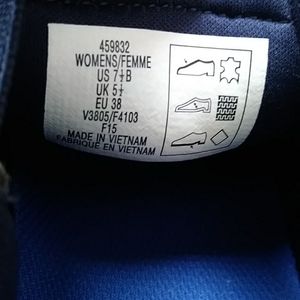 459832
WOMENS/FEMME
US 7½B
UK 5½
EU 38
V3805/F4103
F15
MADE IN VIETNAM
FABRIQUÉ EN VIETNAM